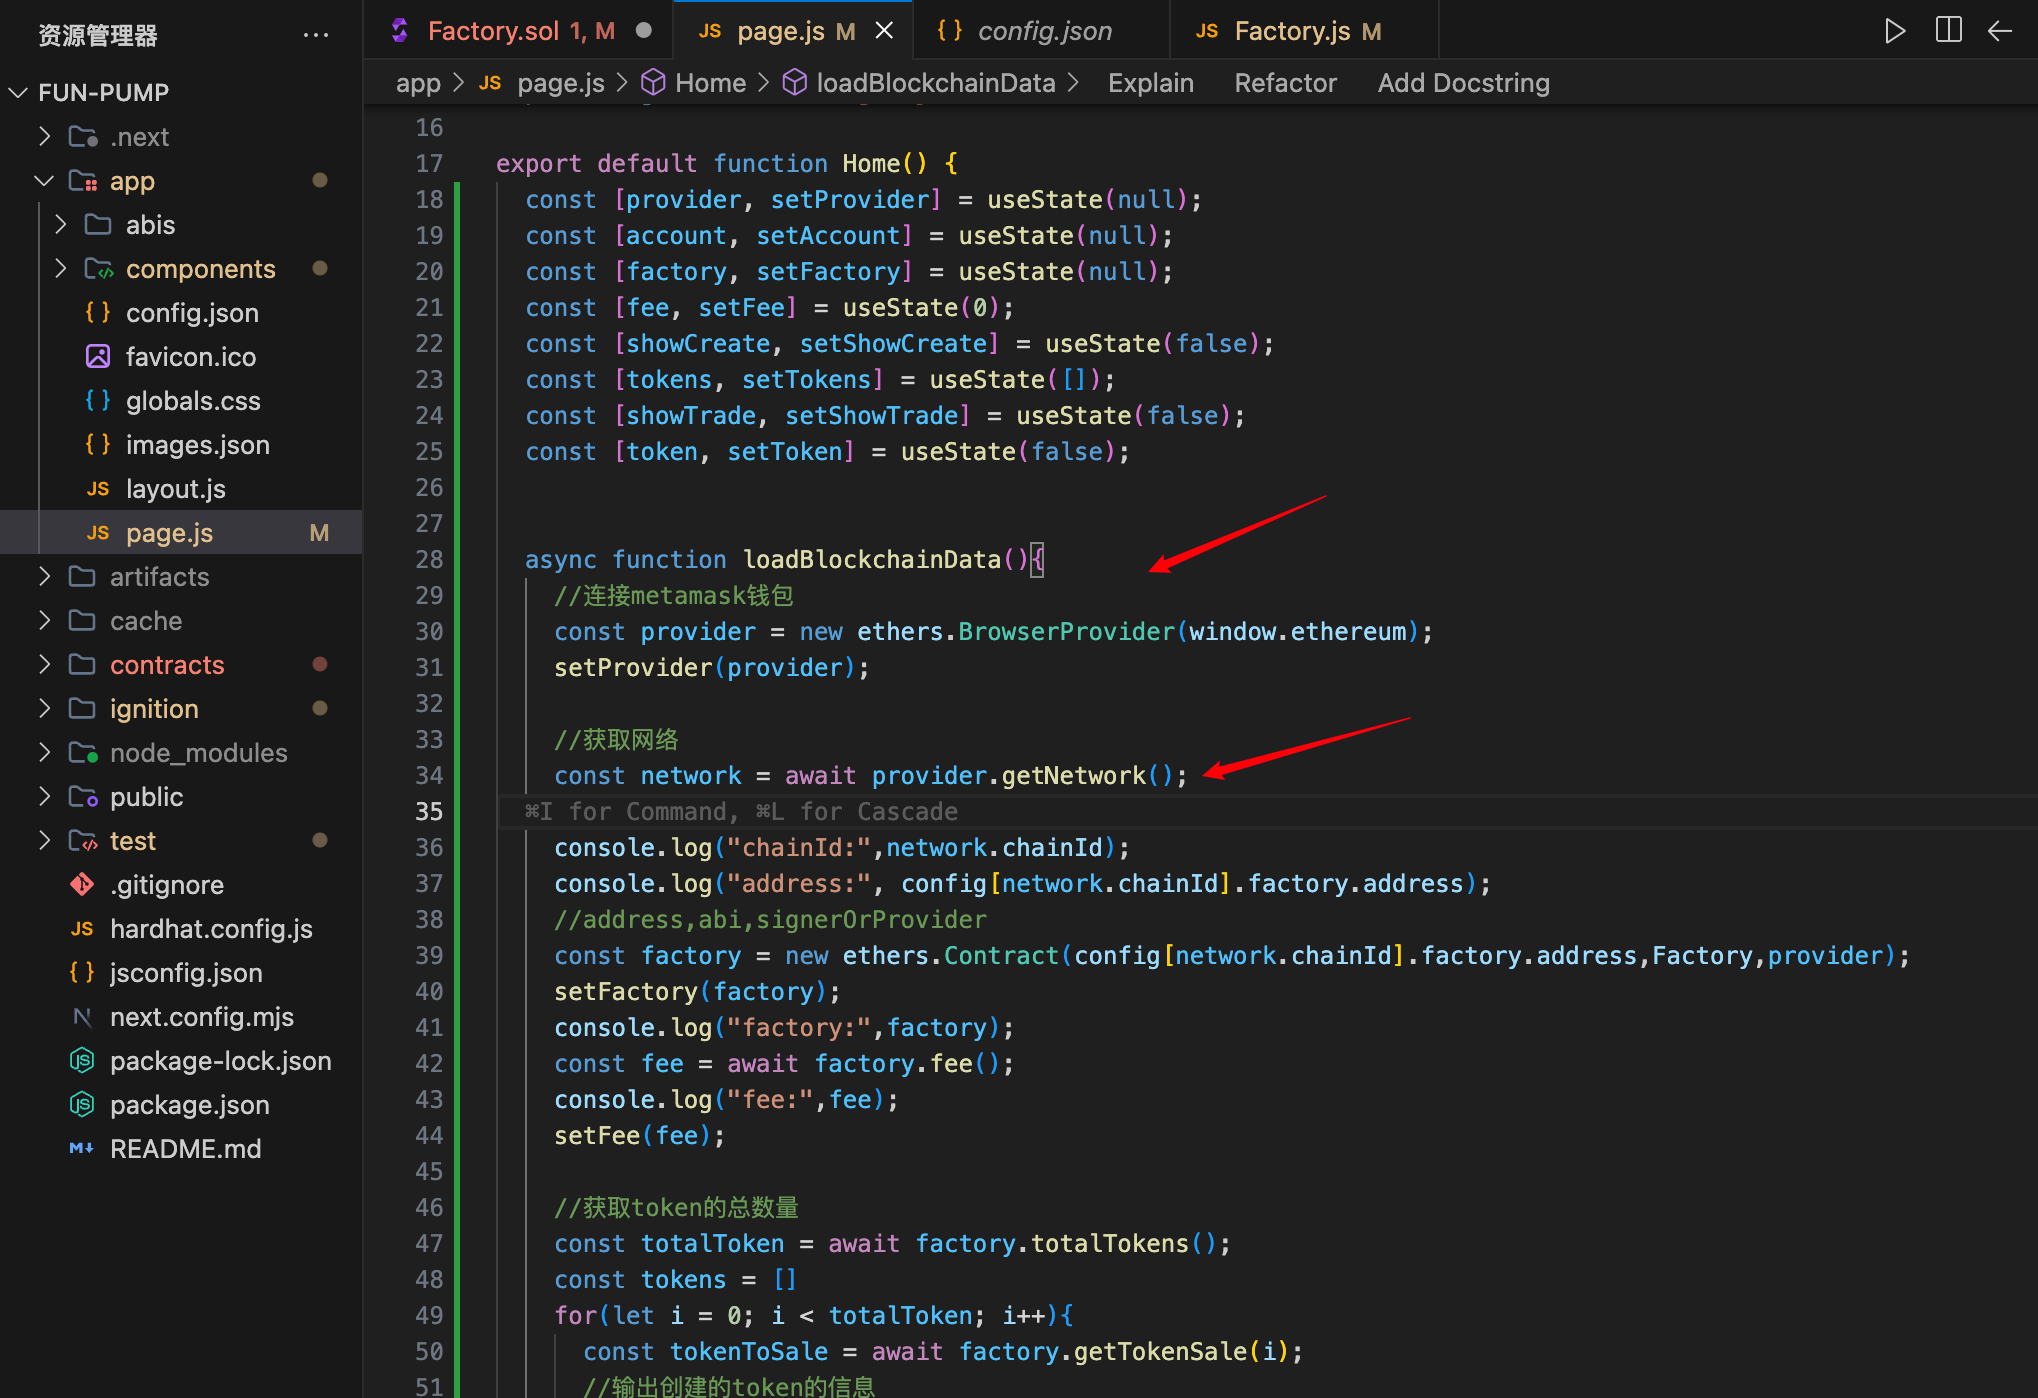 资源管理器
FUN-PUMP
.next
app
abis
components
config.json
favicon.ico
globals.css
images.json
layout.js
page.js M
artifacts
cache
contracts
ignition
node_modules
public
test
.gitignore
hardhat.config.js
jsconfig.json
next.config.mjs
package-lock.json
package.json
README.md
Factory.sol 1, M
JS page.js M
{} config.json
JS Factory.js M
app > JS page.js > Home > loadBlockchainData > Explain Refactor Add Docstring
16
17 export default function Home() {
18 const [provider, setProvider] = useState(null);
19 const [account, setAccount] = useState(null);
20 const [factory, setFactory] = useState(null);
21 const [fee, setFee] = useState(0);
22 const [showCreate, setShowCreate] = useState(false);
23 const [tokens, setTokens] = useState([]);
24 const [showTrade, setShowTrade] = useState(false);
25 const [token, setToken] = useState(false);
26
27
28 async function loadBlockchainData(){
29 //连接metamask钱包
30 const provider = new ethers.BrowserProvider(window.ethereum);
31 setProvider(provider);
32
33 //获取网络
34 const network = await provider.getNetwork();
35 ⌘I for Command, ⌘L for Cascade
36 console.log("chainId:",network.chainId);
37 console.log("address:", config[network.chainId].factory.address);
38 //address,abi,signerOrProvider
39 const factory = new ethers.Contract(config[network.chainId].factory.address,Factory,provider);
40 setFactory(factory);
41 console.log("factory:",factory);
42 const fee = await factory.fee();
43 console.log("fee:",fee);
44 setFee(fee);
45
46 //获取token的总数量
47 const totalToken = await factory.totalTokens();
48 const tokens = []
49 for(let i = 0; i < totalToken; i++){
50 const tokenToSale = await factory.getTokenSale(i);
51 //输出创建的token的信息